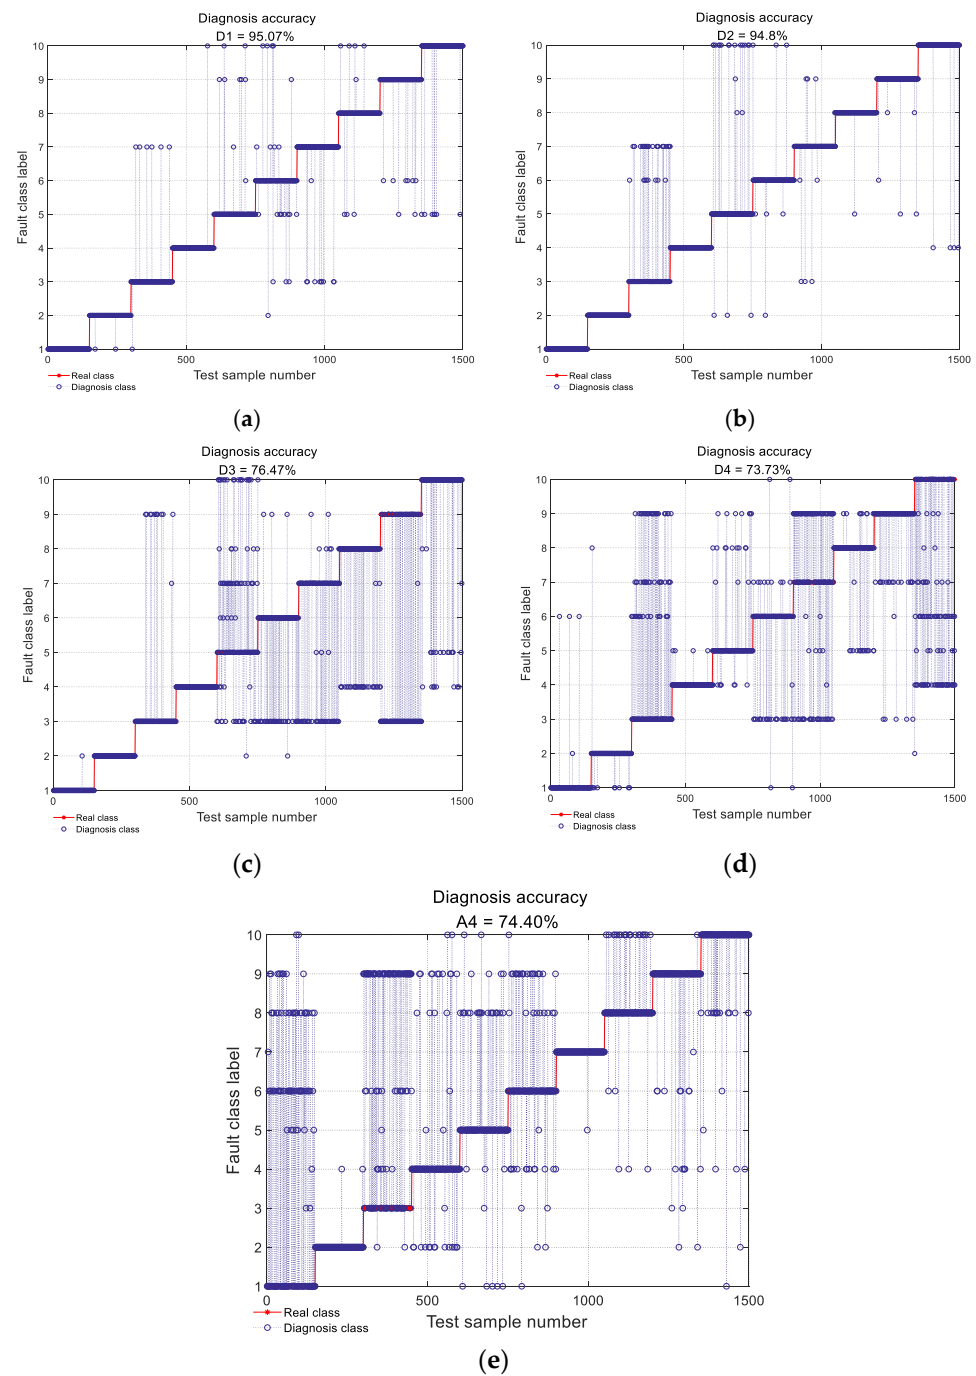 Diagnosis accuracy
D1 = 95.07%
10
9
8
7
6
5
4
3
2
1
Fault class label
0
500
1000
1500
Test sample number
Real class
Diagnosis class
(a)
Diagnosis accuracy
D2 = 94.8%
10
9
8
7
6
5
4
3
2
1
Fault class label
0
500
1000
1500
Test sample number
Real class
Diagnosis class
(b)
Diagnosis accuracy
D3 = 76.47%
10
9
8
7
6
5
4
3
2
1
Fault class label
0
500
1000
1500
Test sample number
Real class
Diagnosis class
(c)
Diagnosis accuracy
D4 = 73.73%
10
9
8
7
6
5
4
3
2
1
Fault class label
0
500
1000
1500
Test sample number
Real class
Diagnosis class
(d)
Diagnosis accuracy
A4 = 74.40%
10
9
8
7
6
5
4
3
2
1
Fault class label
0
500
1000
1500
Test sample number
Real class
Diagnosis class
(e)